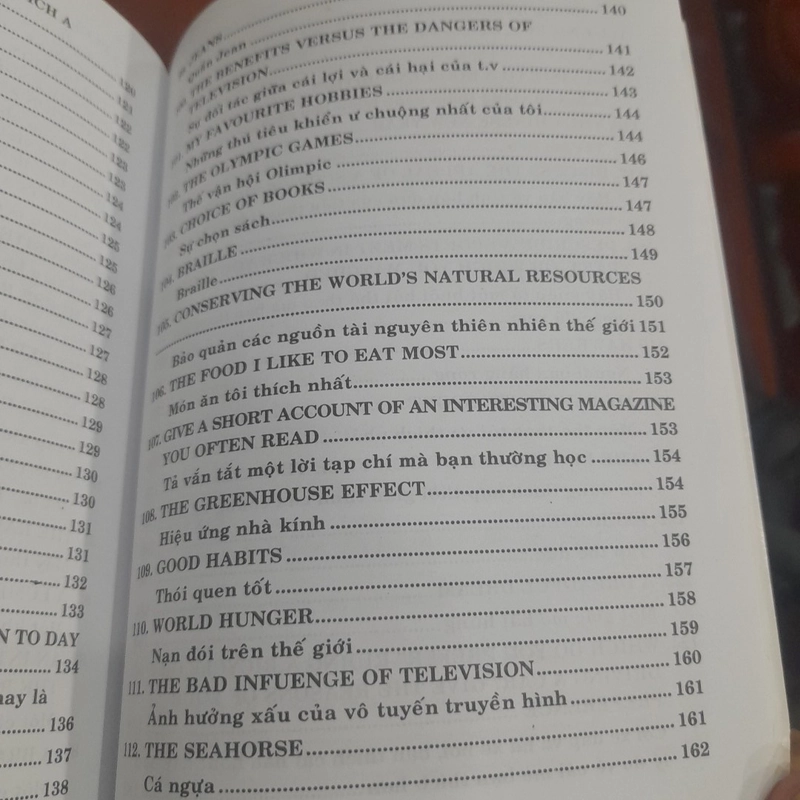 ỊCH A
120
121
122
122
123
123
124
124
125
125
126
126
127
127
128
128
129
129
130
130
131
131
132
133
N TO DAY
134
hay là
136
137
138
JEANS 140
Quần Jean
THE BENEFITS VERSUS THE DANGERS OF
TELEVISION 141
Sự đối tác giữa cái lợi và cái hại của t.v 142
MY FAVOURITE HOBBIES 143
Những thú tiêu khiển ư chuộng nhất của tôi 144
THE OLYMPIC GAMES 144
Thế vận hội Olimpic 146
103. CHOICE OF BOOKS 147
Sự chọn sách 147
104. BRAILLE 148
Braille 149
105. CONSERVING THE WORLD'S NATURAL RESOURCES
150
Bảo quản các nguồn tài nguyên thiên nhiên thế giới 151
106. THE FOOD I LIKE TO EAT MOST 152
Món ăn tôi thích nhất 153
107. GIVE A SHORT ACCOUNT OF AN INTERESTING MAGAZINE
YOU OFTEN READ 153
Tả vắn tắt một lời tạp chí mà bạn thường học 154
108. THE GREENHOUSE EFFECT 154
Hiệu ứng nhà kính 155
109. GOOD HABITS 156
Thói quen tốt 157
110. WORLD HUNGER 158
Nạn đói trên thế giới 159
111. THE BAD INFUENGE OF TELEVISION 160
Ảnh hưởng xấu của vô tuyến truyền hình 161
112. THE SEAHORSE 161
Cá ngựa 162